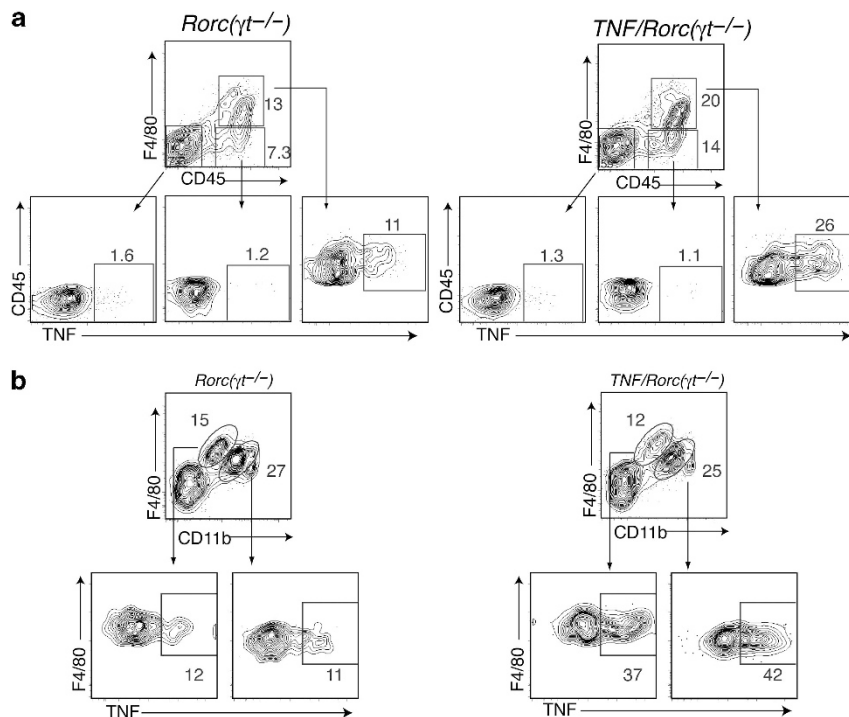 a
Rorc(γt–/–)
TNF/Rorc(γt–/–)
F4/80
13
7.3
CD45
F4/80
20
14
CD45
CD45
1.6
1.2
11
TNF
CD45
1.3
1.1
26
TNF
b
Rorc(γt–/–)
TNF/Rorc(γt–/–)
F4/80
15
27
CD11b
F4/80
12
25
CD11b
F4/80
12
11
TNF
F4/80
37
42
TNF